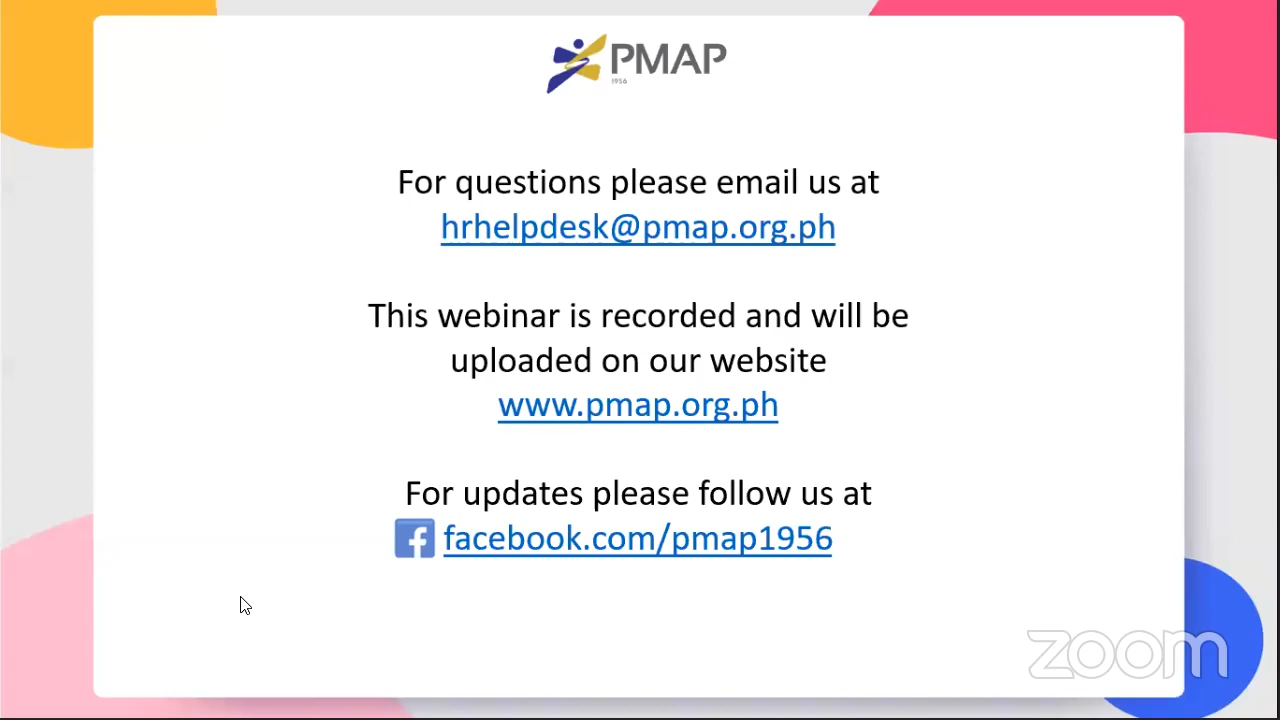 PMAP
1956
For questions please email us at
hrhelpdesk@pmap.org.ph
This webinar is recorded and will be
uploaded on our website
www.pmap.org.ph
For updates please follow us at
facebook.com/pmap1956
zoom